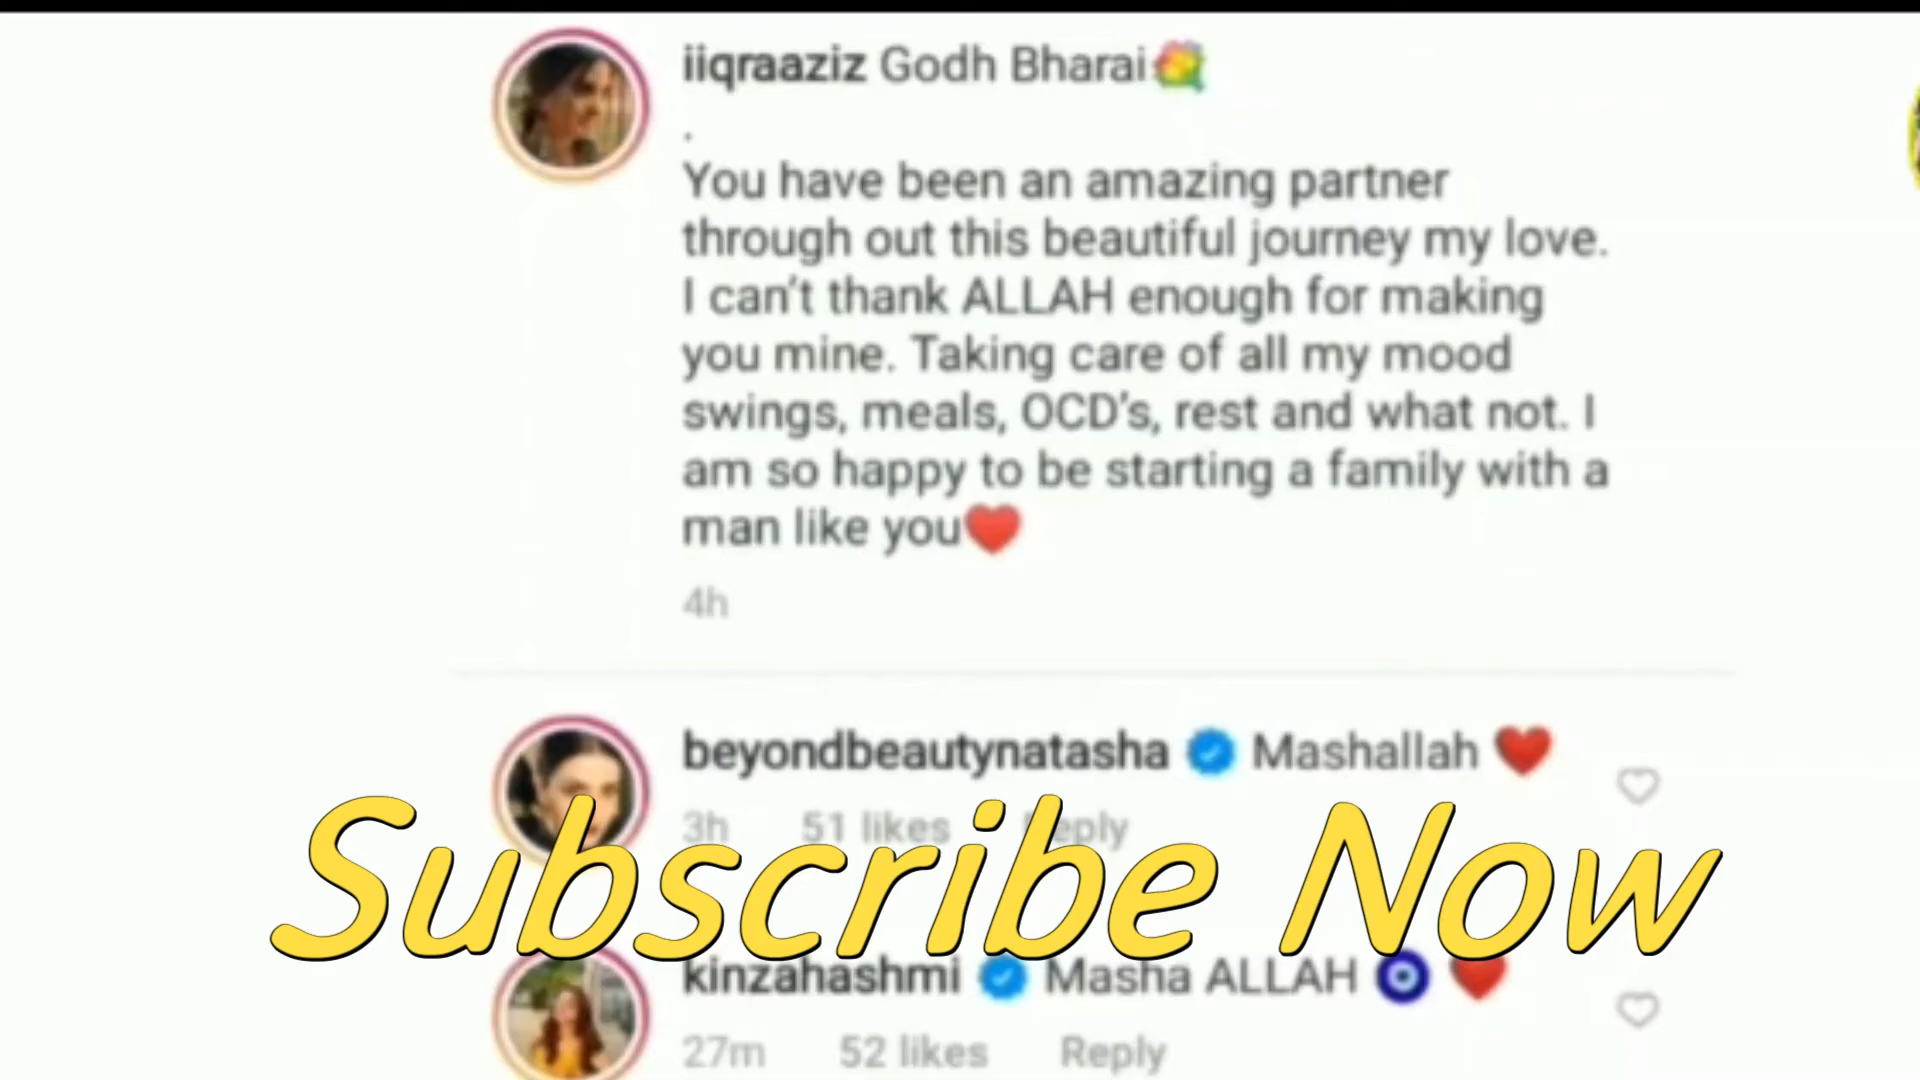 iiqraaziz Godh Bharai💐
.
You have been an amazing partner
through out this beautiful journey my love.
I can't thank ALLAH enough for making
you mine. Taking care of all my mood
swings, meals, OCD's, rest and what not. I
am so happy to be starting a family with a
man like you❤️
4h
beyondbeautynatasha Mashallah ❤️
3h 51 likes Reply
Subscribe Now
kinzahashmi Masha ALLAH 🧿 ❤️
27m 52 likes Reply